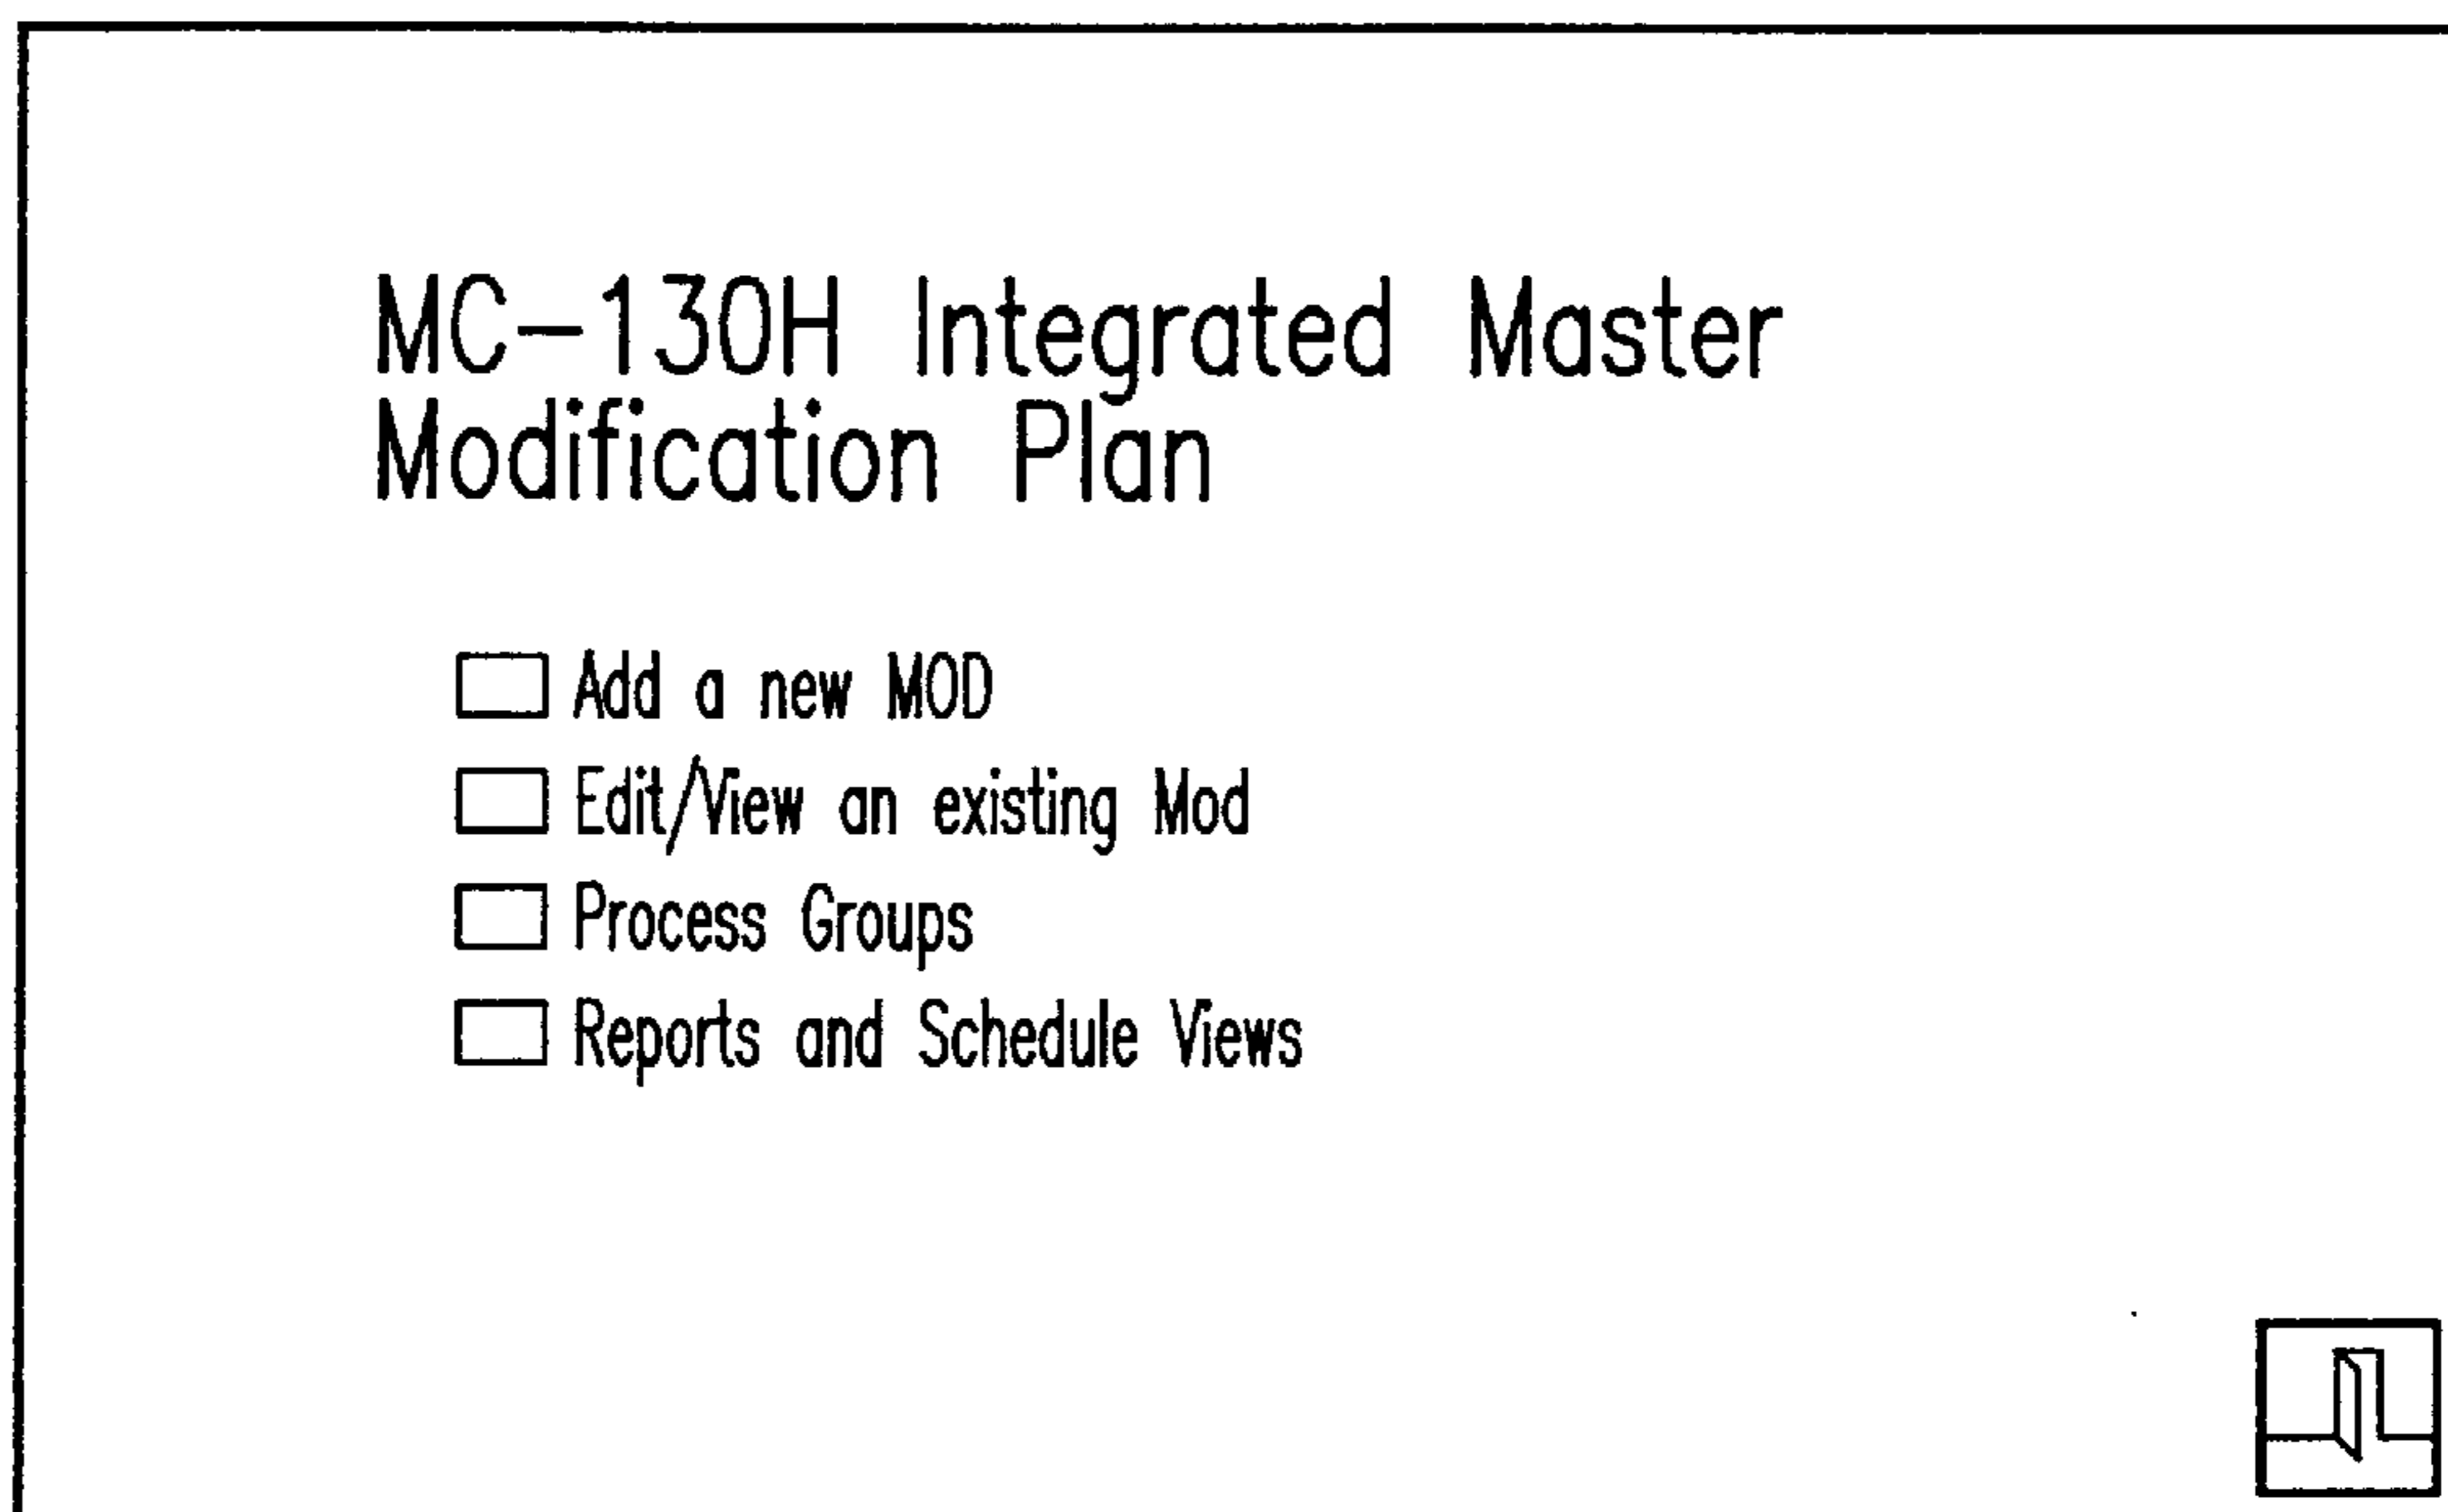 MC-130H Integrated Master
Modification Plan
Add a new MOD
Edit/View an existing Mod
Process Groups
Reports and Schedule Views